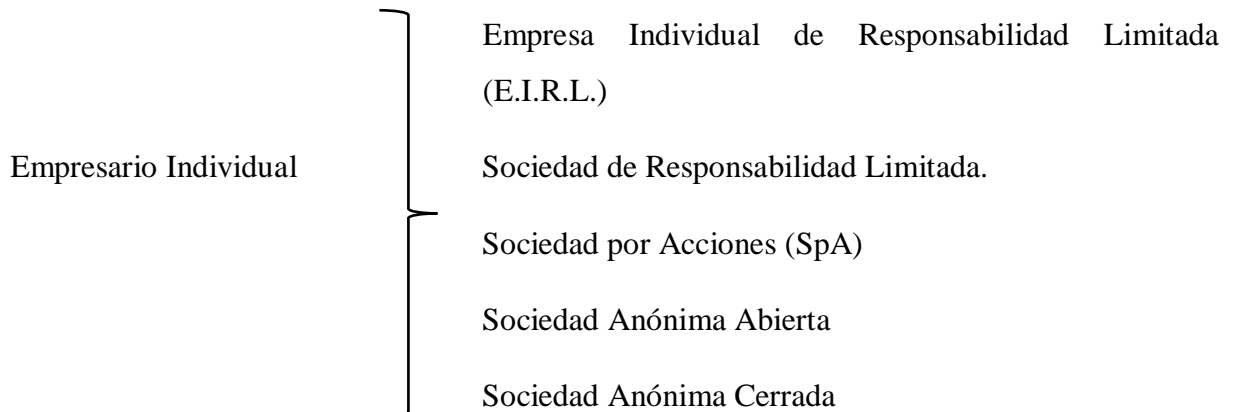 Empresa Individual de Responsabilidad Limitada
(E.I.R.L.)
Empresario Individual
Sociedad de Responsabilidad Limitada.
Sociedad por Acciones (SpA)
Sociedad Anónima Abierta
Sociedad Anónima Cerrada